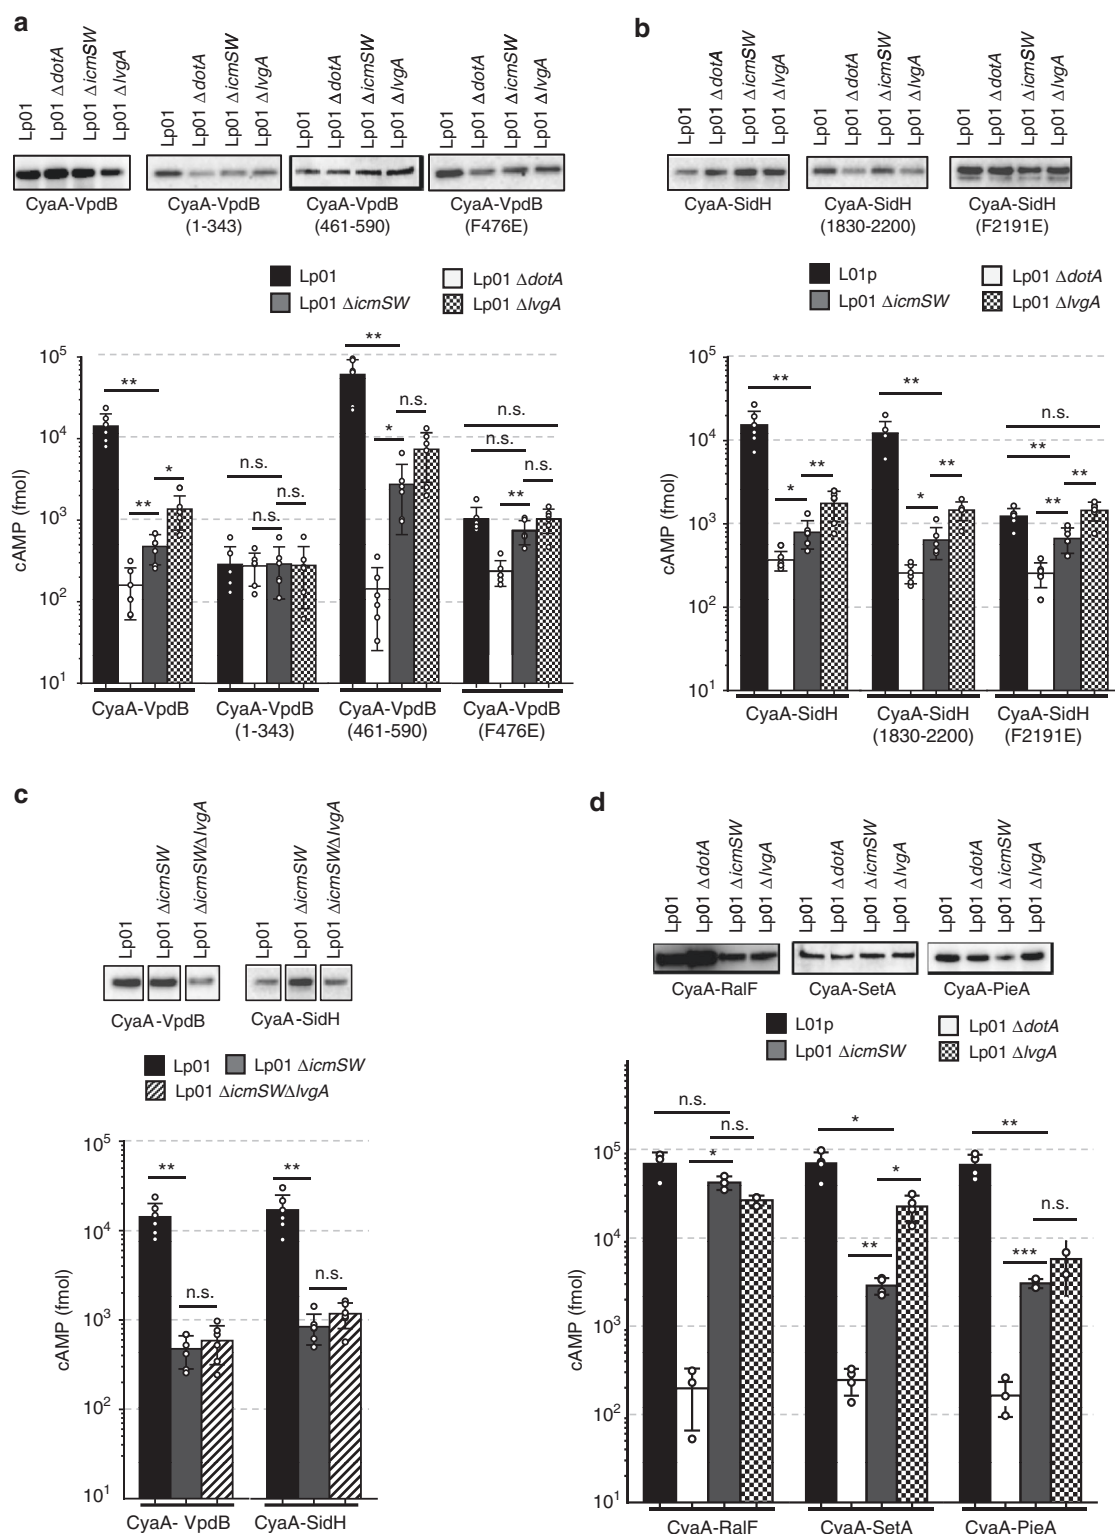 a
Lp01
Lp01 ΔdotA
Lp01 ΔicmSW
Lp01 ΔlvgA
Lp01
Lp01 ΔdotA
Lp01 ΔicmSW
Lp01 ΔlvgA
Lp01
Lp01 ΔdotA
Lp01 ΔicmSW
Lp01 ΔlvgA
Lp01
Lp01 ΔdotA
Lp01 ΔicmSW
Lp01 ΔlvgA
CyaA-VpdB
CyaA-VpdB
(1-343)
CyaA-VpdB
(461-590)
CyaA-VpdB
(F476E)
Lp01
Lp01 ΔdotA
Lp01 ΔicmSW
Lp01 ΔlvgA
cAMP (fmol)
10⁵
10⁴
10³
10²
10¹
**
**
*
n.s.
n.s.
n.s.
**
*
n.s.
n.s.
n.s.
**
n.s.
CyaA-VpdB
CyaA-VpdB
(1-343)
CyaA-VpdB
(461-590)
CyaA-VpdB
(F476E)
b
Lp01
Lp01 ΔdotA
Lp01 ΔicmSW
Lp01 ΔlvgA
Lp01
Lp01 ΔdotA
Lp01 ΔicmSW
Lp01 ΔlvgA
Lp01
Lp01 ΔdotA
Lp01 ΔicmSW
Lp01 ΔlvgA
CyaA-SidH
CyaA-SidH
(1830-2200)
CyaA-SidH
(F2191E)
L01p
Lp01 ΔdotA
Lp01 ΔicmSW
Lp01 ΔlvgA
cAMP (fmol)
10⁵
10⁴
10³
10²
10¹
**
*
**
**
*
**
n.s.
**
**
**
CyaA-SidH
CyaA-SidH
(1830-2200)
CyaA-SidH
(F2191E)
c
Lp01
Lp01 ΔicmSW
Lp01 ΔicmSWΔlvgA
Lp01
Lp01 ΔicmSW
Lp01 ΔicmSWΔlvgA
CyaA-VpdB
CyaA-SidH
Lp01
Lp01 ΔicmSW
Lp01 ΔicmSWΔlvgA
cAMP (fmol)
10⁵
10⁴
10³
10²
10¹
**
n.s.
**
n.s.
CyaA- VpdB
CyaA-SidH
d
Lp01
Lp01 ΔdotA
Lp01 ΔicmSW
Lp01 ΔlvgA
Lp01
Lp01 ΔdotA
Lp01 ΔicmSW
Lp01 ΔlvgA
Lp01
Lp01 ΔdotA
Lp01 ΔicmSW
Lp01 ΔlvgA
CyaA-RalF
CyaA-SetA
CyaA-PieA
L01p
Lp01 ΔdotA
Lp01 ΔicmSW
Lp01 ΔlvgA
cAMP (fmol)
10⁵
10⁴
10³
10²
10¹
n.s.
n.s.
*
*
*
**
**
n.s.
***
CyaA-RalF
CyaA-SetA
CyaA-PieA